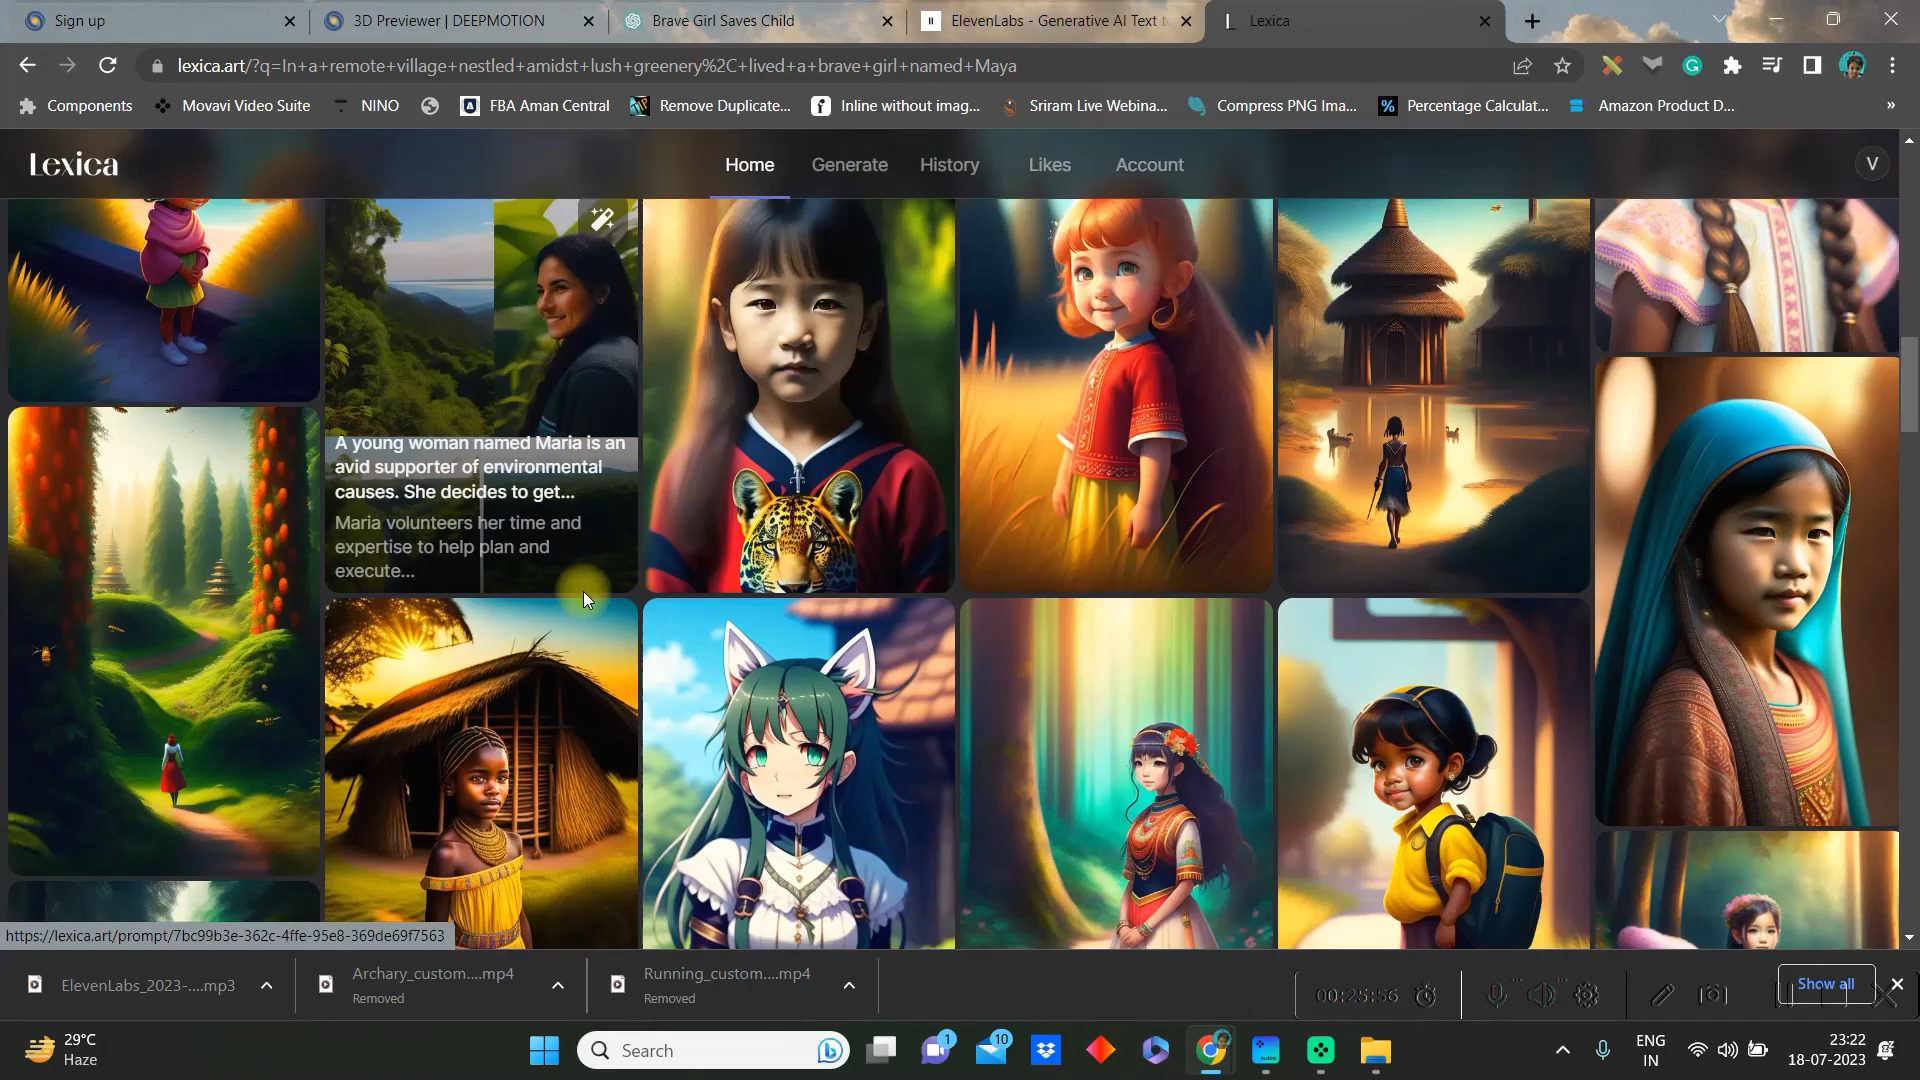 Sign up
3D Previewer | DEEPMOTION
Brave Girl Saves Child
ElevenLabs - Generative AI Text to
Lexica
lexica.art/?q=In+a+remote+village+nestled+amidst+lush+greenery%2C+lived+a+brave+girl+named+Maya
Components
Movavi Video Suite
NINO
FBA Aman Central
Remove Duplicate...
Inline without imag...
Sriram Live Webina...
Compress PNG Ima...
Percentage Calculat...
Amazon Product D...
»
Lexica
Home
Generate
History
Likes
Account
V
A young woman named Maria is an
avid supporter of environmental
causes. She decides to get...
Maria volunteers her time and
expertise to help plan and
execute...
https://lexica.art/prompt/7bc99b3e-362c-4ffe-95e8-369de69f7563
ElevenLabs_2023-....mp3
Archary_custom....mp4
Removed
Running_custom....mp4
Removed
00:25:56
Show all
29°C
Haze
Search
1
10
ENG
IN
23:22
18-07-2023